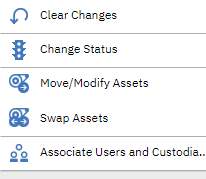 Clear Changes
Change Status
Move/Modify Assets
Swap Assets
Associate Users and Custodia..